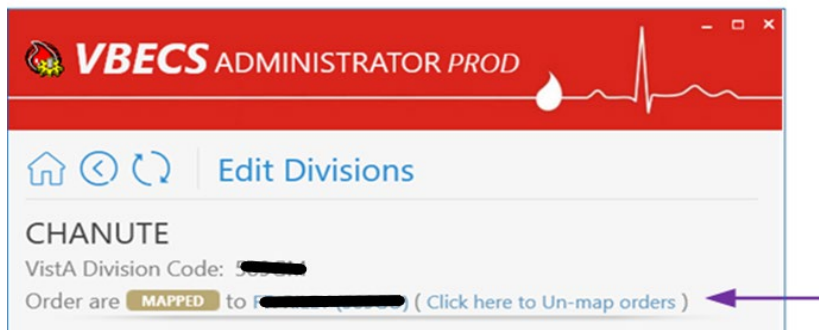 VBECS ADMINISTRATOR PROD
Edit Divisions
CHANUTE
VistA Division Code:
Order are MAPPED to ( Click here to Un-map orders )